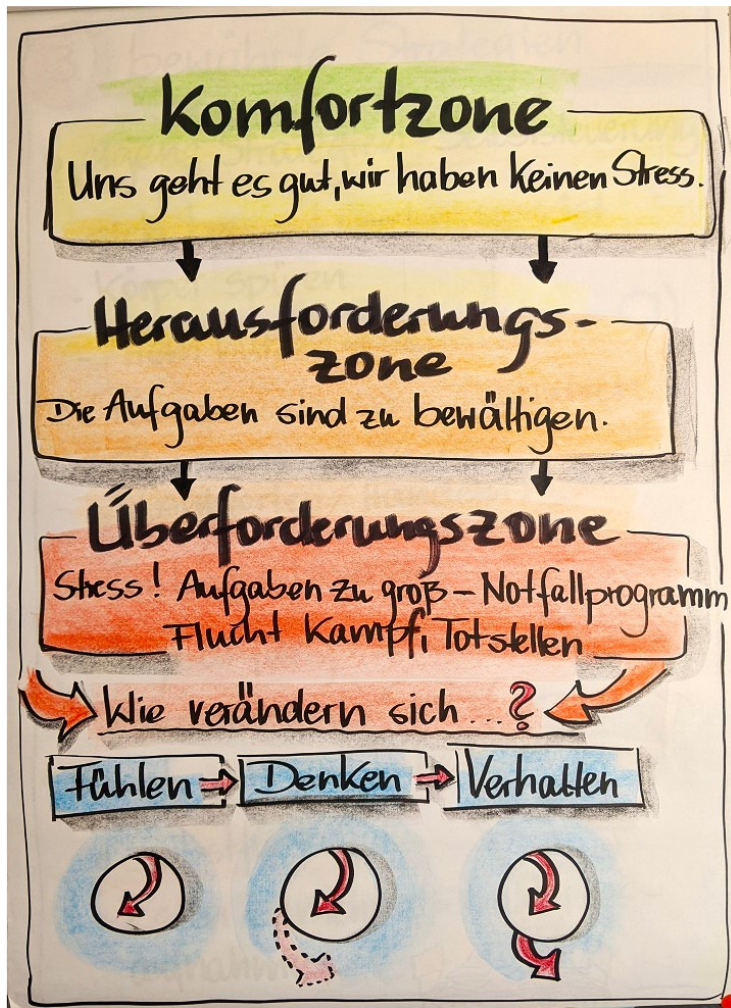 Komfortzone
Uns geht es gut, wir haben keinen Stress.
Herausforderungs-
zone
Die Aufgaben sind zu bewältigen.
Überforderungszone
Stress! Aufgaben zu groß – Notfallprogramm
Flucht Kampf, Totstellen
Wie verändern sich...?
Fühlen
Denken
Verhalten